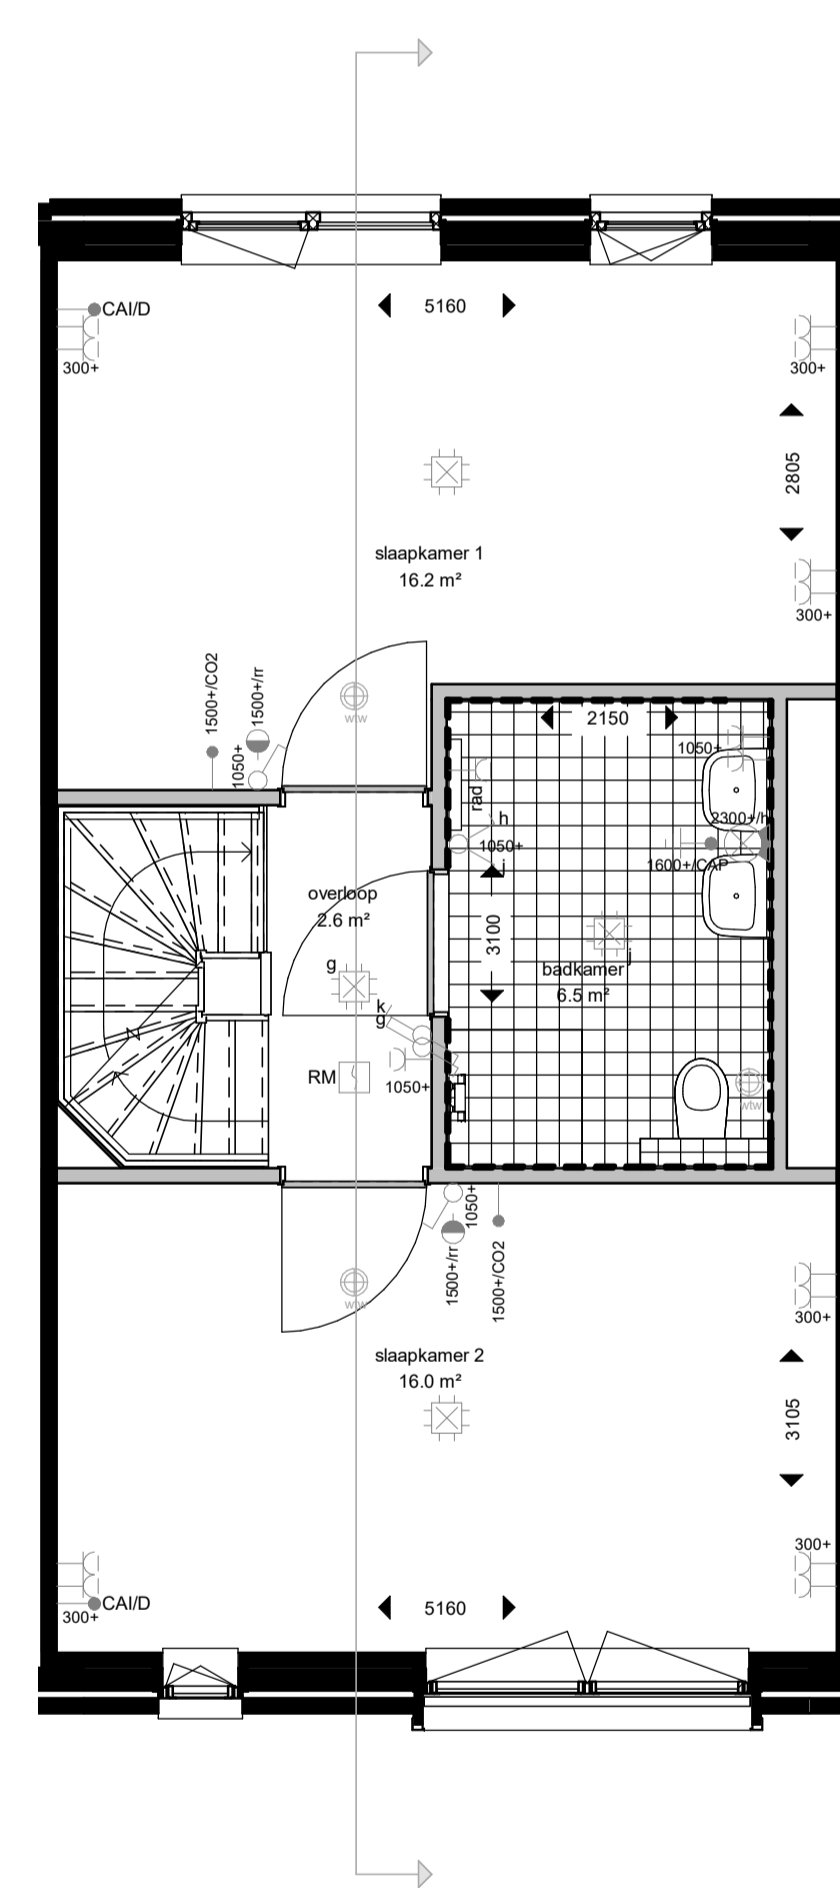 CAI/D
5160
300+
300+
2805
slaapkamer 1
16.2 m²
300+
1500+/CO2
1500+/rr
1050+
wtw
2150
1050+
rad
h
2300+/h
1050+
i
1600+/CAP
overloop
2.6 m²
3100
g
j
badkamer
6.5 m²
k
g
RM
1050+
wtw
Z
1050+
1500+/rr
1500+/CO2
wtw
300+
slaapkamer 2
16.0 m²
3105
300+
CAI/D
300+
5160